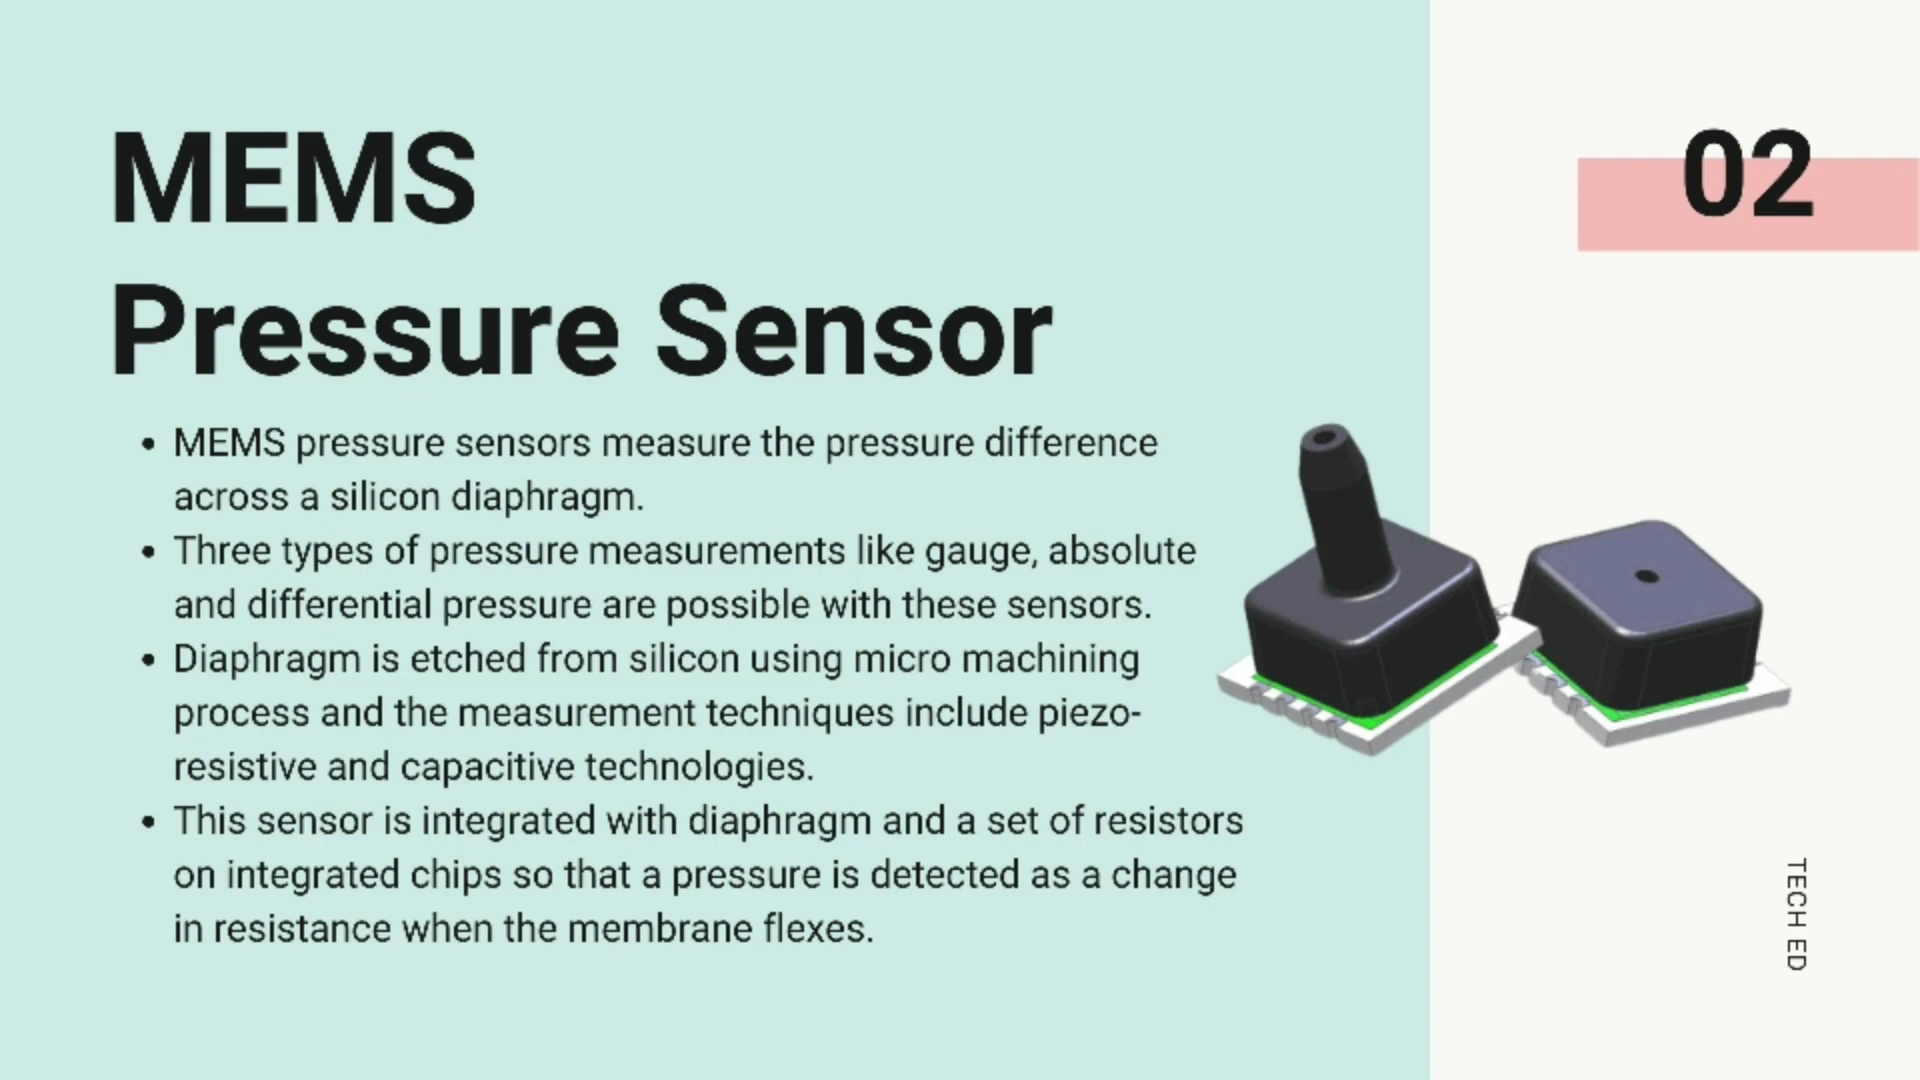 MEMS
Pressure Sensor
02
• MEMS pressure sensors measure the pressure difference
across a silicon diaphragm.
• Three types of pressure measurements like gauge, absolute
and differential pressure are possible with these sensors.
• Diaphragm is etched from silicon using micro machining
process and the measurement techniques include piezo-
resistive and capacitive technologies.
• This sensor is integrated with diaphragm and a set of resistors
on integrated chips so that a pressure is detected as a change
in resistance when the membrane flexes.
TECH ED